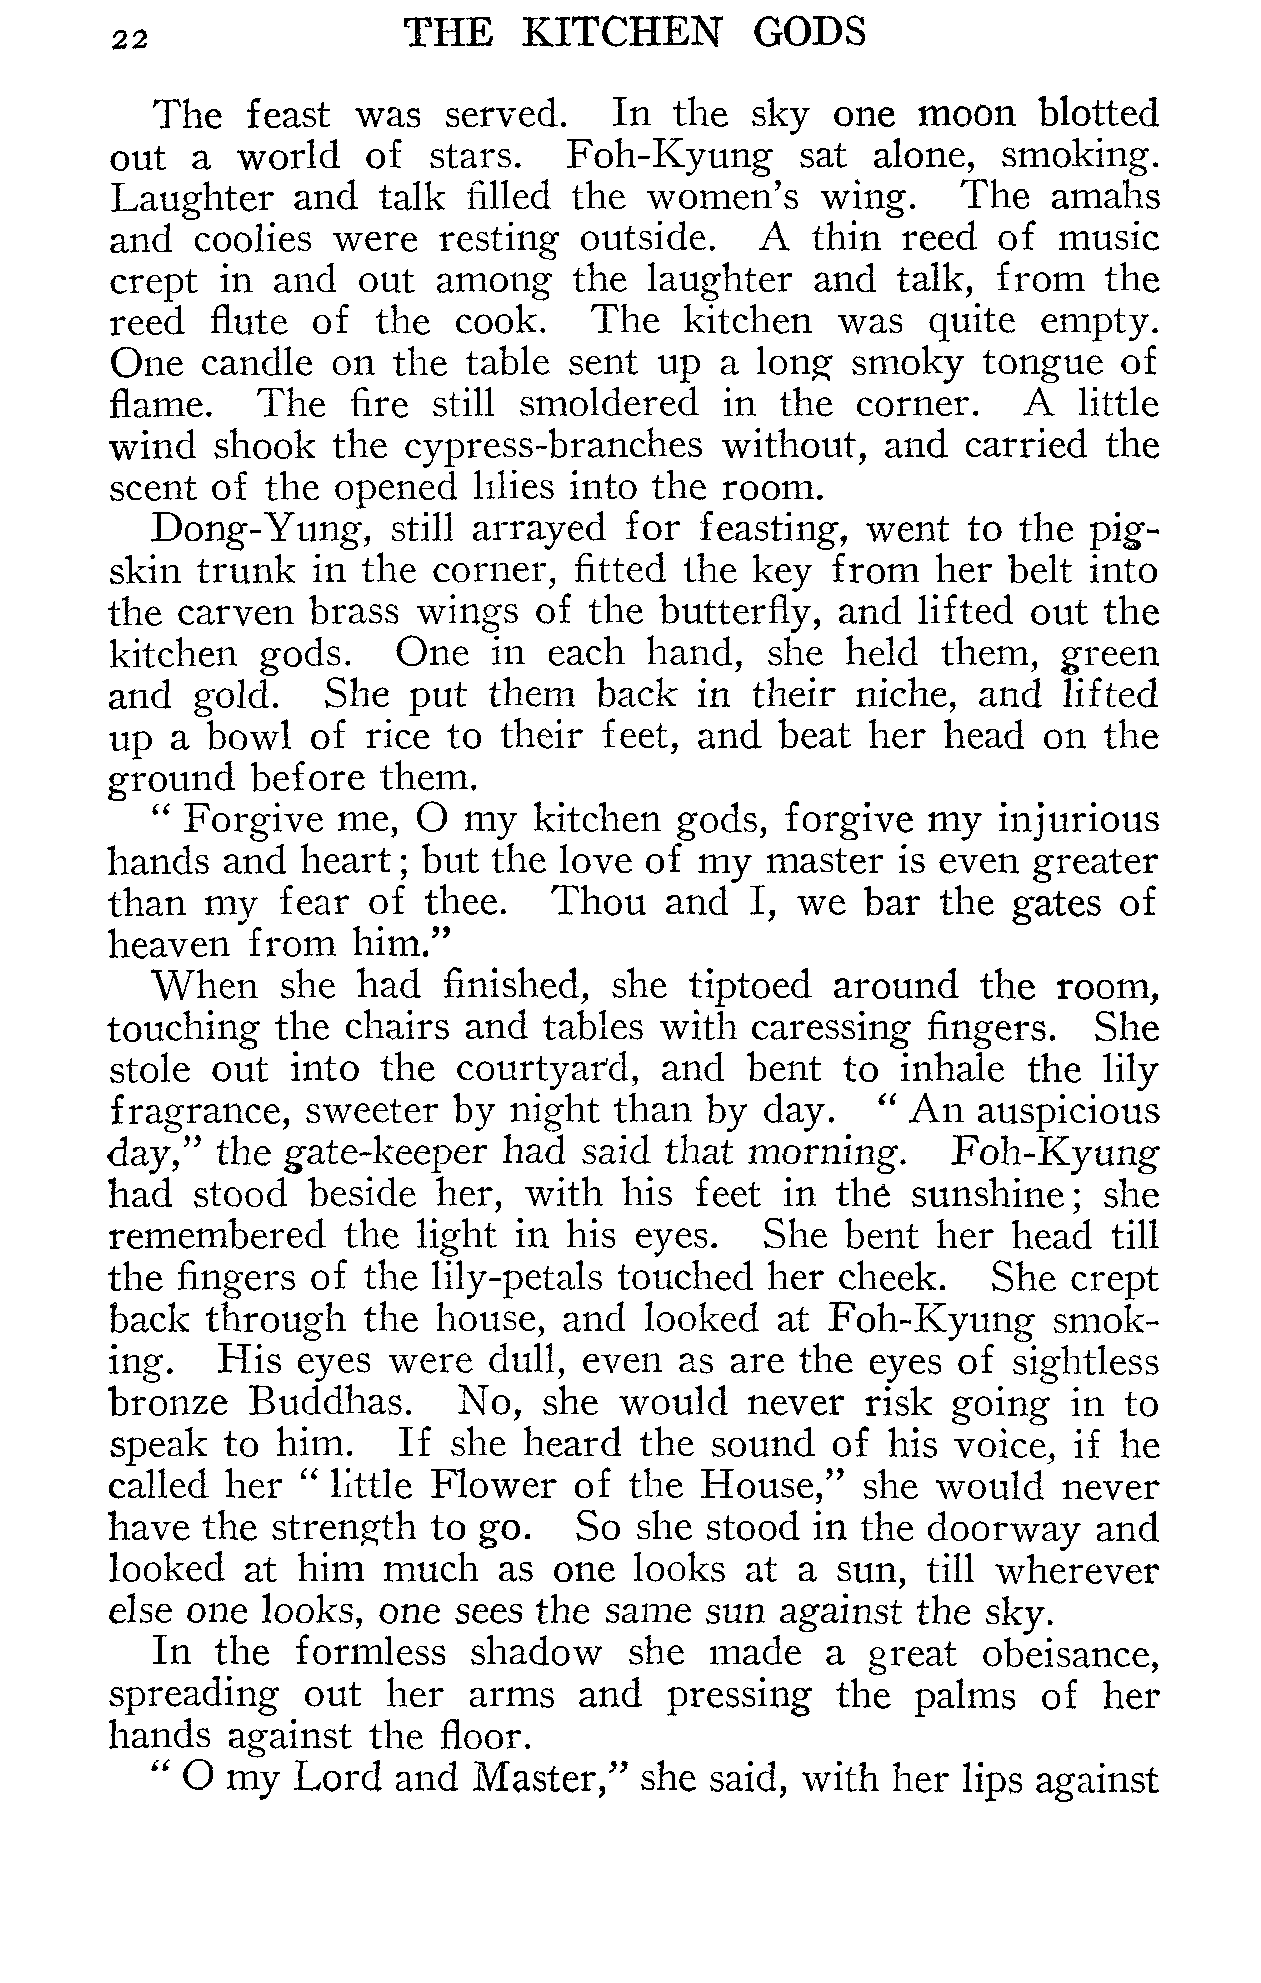 22 THE KITCHEN GODS
The feast was served. In the sky one moon blotted
out a world of stars. Foh-Kyung sat alone, smoking.
Laughter and talk filled the women's wing. The amahs
and coolies were resting outside. A thin reed of music
crept in and out among the laughter and talk, from the
reed flute of the cook. The kitchen was quite empty.
One candle on the table sent up a long smoky tongue of
flame. The fire still smoldered in the corner. A little
wind shook the cypress-branches without, and carried the
scent of the opened lilies into the room.
Dong-Yung, still arrayed for feasting, went to the pig-
skin trunk in the corner, fitted the key from her belt into
the carven brass wings of the butterfly, and lifted out the
kitchen gods. One in each hand, she held them, green
and gold. She put them back in their niche, and lifted
up a bowl of rice to their feet, and beat her head on the
ground before them.
" Forgive me, O my kitchen gods, forgive my injurious
hands and heart; but the love of my master is even greater
than my fear of thee. Thou and I, we bar the gates of
heaven from him."
When she had finished, she tiptoed around the room,
touching the chairs and tables with caressing fingers. She
stole out into the courtyard, and bent to inhale the lily
fragrance, sweeter by night than by day. " An auspicious
day," the gate-keeper had said that morning. Foh-Kyung
had stood beside her, with his feet in the sunshine; she
remembered the light in his eyes. She bent her head till
the fingers of the lily-petals touched her cheek. She crept
back through the house, and looked at Foh-Kyung smok-
ing. His eyes were dull, even as are the eyes of sightless
bronze Buddhas. No, she would never risk going in to
speak to him. If she heard the sound of his voice, if he
called her " little Flower of the House," she would never
have the strength to go. So she stood in the doorway and
looked at him much as one looks at a sun, till wherever
else one looks, one sees the same sun against the sky.
In the formless shadow she made a great obeisance,
spreading out her arms and pressing the palms of her
hands against the floor.
" O my Lord and Master," she said, with her lips against